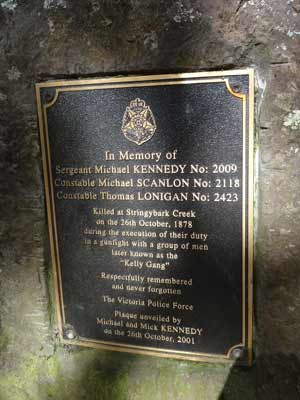 In Memory of
Sergeant Michael KENNEDY No: 2009
Constable Michael SCANLON No: 2118
Constable Thomas LONIGAN No: 2423
Killed at Stringybark Creek
on the 26th October, 1878
during the execution of their duty
in a gunfight with a group of men
later known as the
"Kelly Gang"
Respectfully remembered
and never forgotten
The Victoria Police Force
Plaque unveiled by
Michael and Mick KENNEDY
on the 26th October, 2001